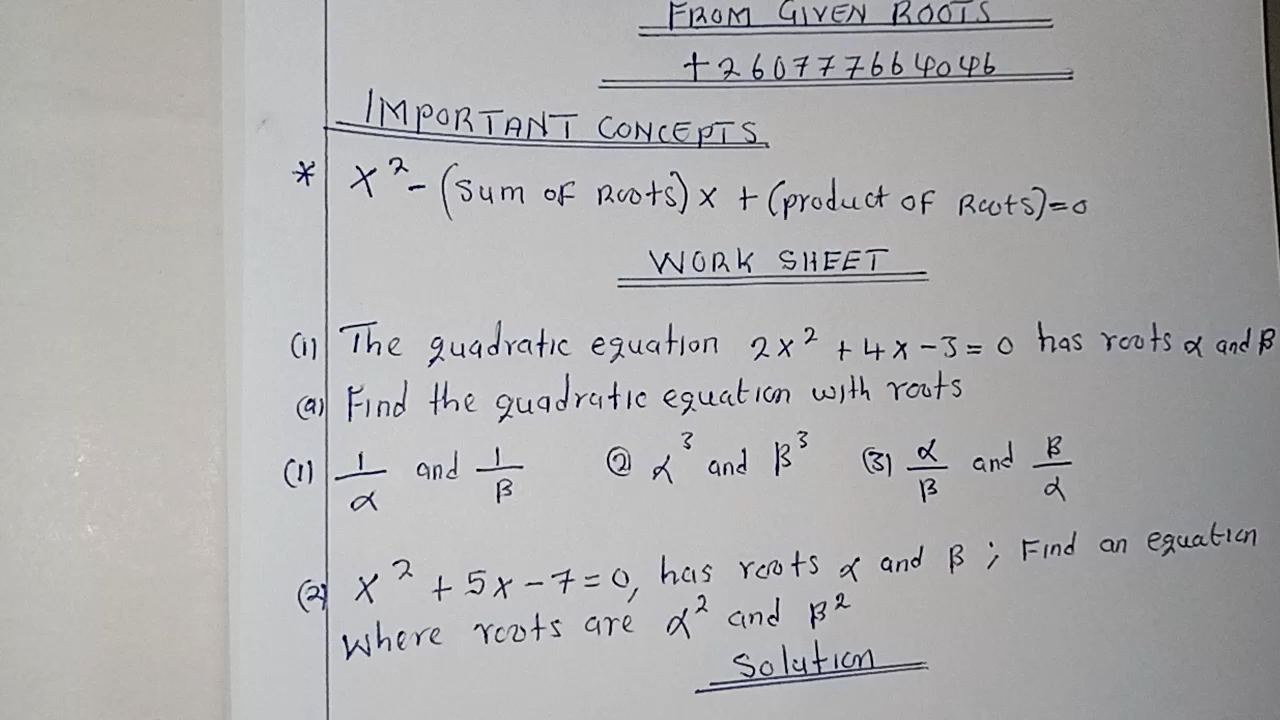 FROM GIVEN ROOTS
+260777664046
IMPORTANT CONCEPTS
* x² - (Sum of Roots)x + (product of Roots)=0
WORK SHEET
(1) The quadratic equation 2x² + 4x - 3 = 0 has roots α and β
(a) Find the quadratic equation with roots
(1) 1/α and 1/β ② α³ and β³ (3) α/β and β/α
(2) x² + 5x - 7 = 0, has roots α and β ; Find an equation
where roots are α² and β²
Solution